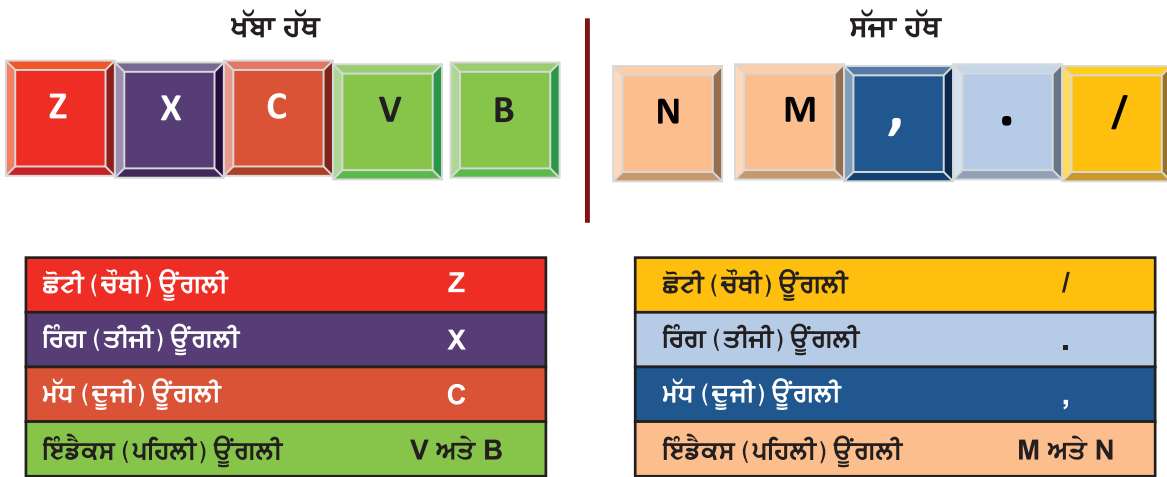 ਖੱਬਾ ਹੱਥ
ਸੱਜਾ ਹੱਥ
Z X C V B
N M , . /
ਛੋਟੀ (ਚੌਥੀ) ਊਂਗਲੀ Z
ਰਿੰਗ (ਤੀਜੀ) ਊਂਗਲੀ X
ਮੱਧ (ਦੂਜੀ) ਊਂਗਲੀ C
ਇੰਡੈਕਸ (ਪਹਿਲੀ) ਊਂਗਲੀ V ਅਤੇ B
ਛੋਟੀ (ਚੌਥੀ) ਊਂਗਲੀ /
ਰਿੰਗ (ਤੀਜੀ) ਊਂਗਲੀ .
ਮੱਧ (ਦੂਜੀ) ਊਂਗਲੀ ,
ਇੰਡੈਕਸ (ਪਹਿਲੀ) ਊਂਗਲੀ M ਅਤੇ N